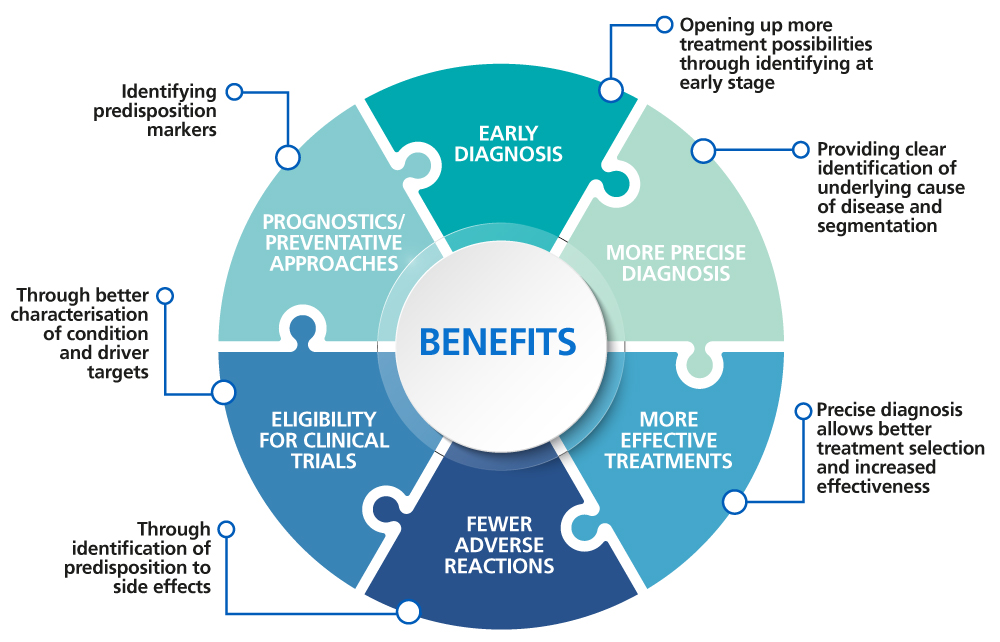 Opening up more
treatment possibilities
through identifying at
early stage
Identifying
predisposition
markers
EARLY
DIAGNOSIS
Providing clear
identification of
underlying cause
of disease and
segmentation
PROGNOSTICS/
PREVENTATIVE
APPROACHES
MORE PRECISE
DIAGNOSIS
Through better
characterisation
of condition
and driver
targets
BENEFITS
ELIGIBILITY
FOR CLINICAL
TRIALS
MORE
EFFECTIVE
TREATMENTS
Precise diagnosis
allows better
treatment selection
and increased
effectiveness
Through
identification of
predisposition to
side effects
FEWER
ADVERSE
REACTIONS